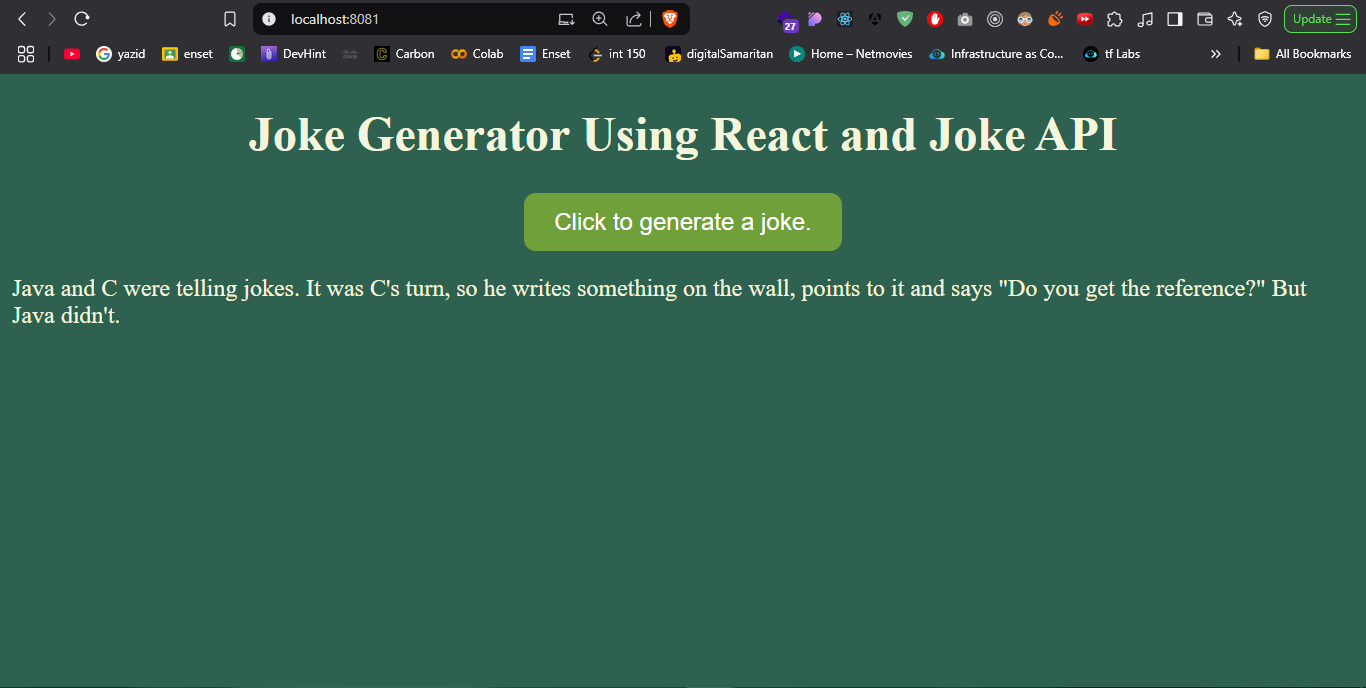 localhost:8081
27
Update
yazid
enset
DevHint
Carbon
Colab
Enset
int 150
digitalSamaritan
Home – Netmovies
Infrastructure as Co...
tf Labs
»
All Bookmarks
Joke Generator Using React and Joke API
Click to generate a joke.
Java and C were telling jokes. It was C's turn, so he writes something on the wall, points to it and says "Do you get the reference?" But
Java didn't.